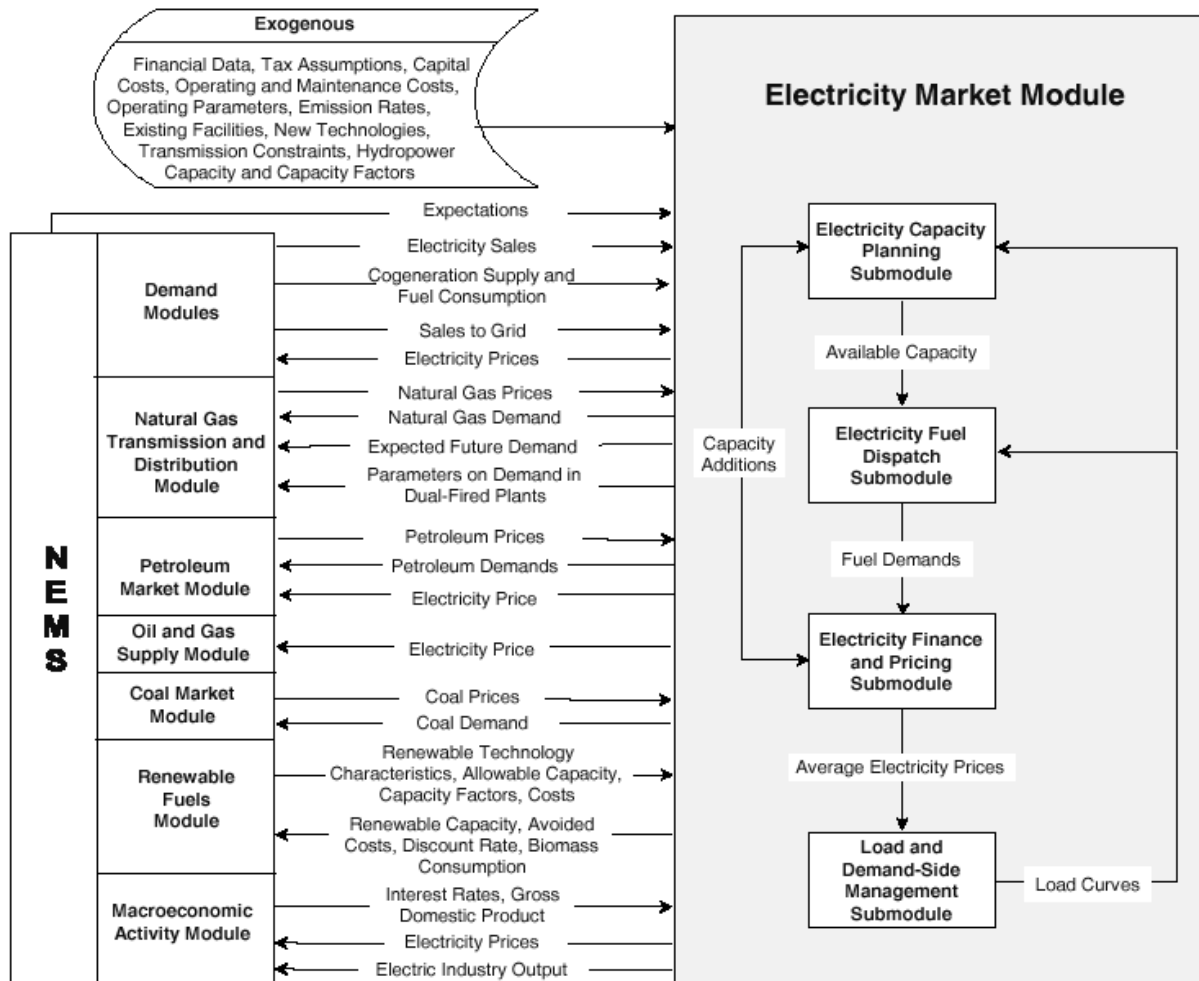 Exogenous
Financial Data, Tax Assumptions, Capital
Costs, Operating and Maintenance Costs,
Operating Parameters, Emission Rates,
Existing Facilities, New Technologies,
Transmission Constraints, Hydropower
Capacity and Capacity Factors
Electricity Market Module
NEMS
Demand
Modules
Natural Gas
Transmission and
Distribution
Module
Petroleum
Market Module
Oil and Gas
Supply Module
Coal Market
Module
Renewable
Fuels
Module
Macroeconomic
Activity Module
Expectations
Electricity Sales
Cogeneration Supply and
Fuel Consumption
Sales to Grid
Electricity Prices
Natural Gas Prices
Natural Gas Demand
Expected Future Demand
Parameters on Demand in
Dual-Fired Plants
Petroleum Prices
Petroleum Demands
Electricity Price
Electricity Price
Coal Prices
Coal Demand
Renewable Technology
Characteristics, Allowable Capacity,
Capacity Factors, Costs
Renewable Capacity, Avoided
Costs, Discount Rate, Biomass
Consumption
Interest Rates, Gross
Domestic Product
Electricity Prices
Electric Industry Output
Electricity Capacity
Planning
Submodule
Available Capacity
Capacity
Additions
Electricity Fuel
Dispatch
Submodule
Fuel Demands
Electricity Finance
and Pricing
Submodule
Average Electricity Prices
Load and
Demand-Side
Management
Submodule
Load Curves